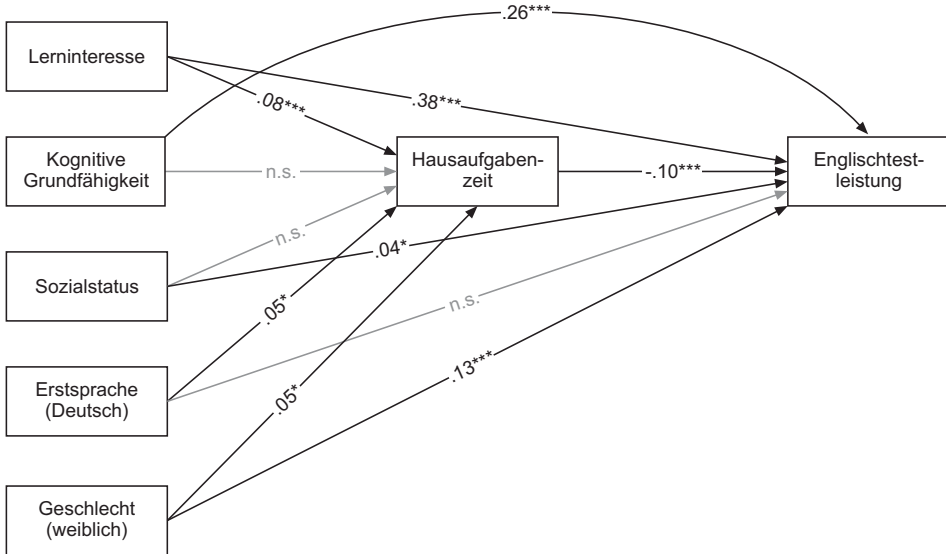 .26***
Lerninteresse
.08***
.38***
Kognitive
Grundfähigkeit
n.s.
Hausaufgaben-
zeit
-.10***
Englischtest-
leistung
n.s.
.04*
Sozialstatus
.05*
n.s.
Erstsprache
(Deutsch)
.05*
.13***
Geschlecht
(weiblich)